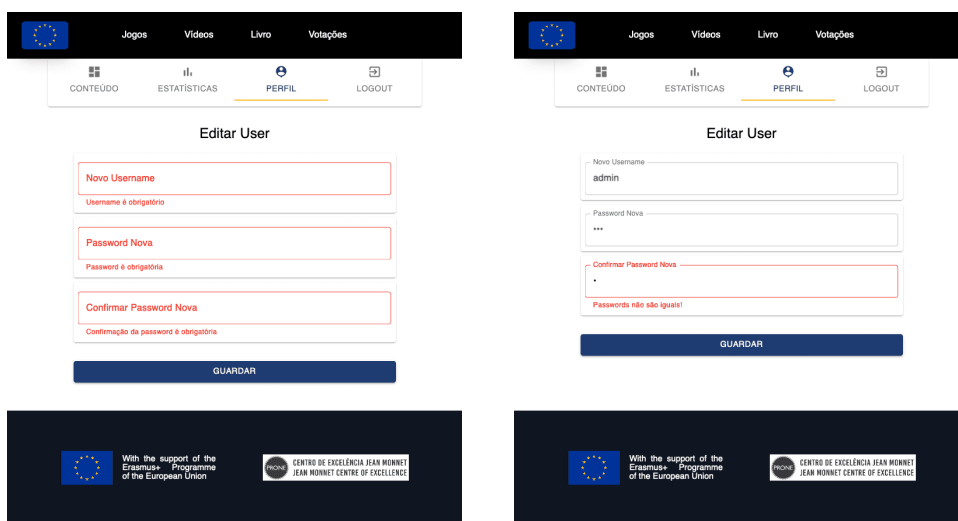 Jogos Vídeos Livro Votações
CONTEÚDO ESTATÍSTICAS PERFIL LOGOUT
Editar User
Novo Username
Username é obrigatório
Password Nova
Password é obrigatória
Confirmar Password Nova
Confirmação da password é obrigatória
GUARDAR
With the support of the
Erasmus+ Programme
of the European Union
PRONE
CENTRO DE EXCELÊNCIA JEAN MONNET
JEAN MONNET CENTRE OF EXCELLENCE
Jogos Vídeos Livro Votações
CONTEÚDO ESTATÍSTICAS PERFIL LOGOUT
Editar User
Novo Username
admin
Password Nova
•••
Confirmar Password Nova
•
Passwords não são iguais!
GUARDAR
With the support of the
Erasmus+ Programme
of the European Union
PRONE
CENTRO DE EXCELÊNCIA JEAN MONNET
JEAN MONNET CENTRE OF EXCELLENCE